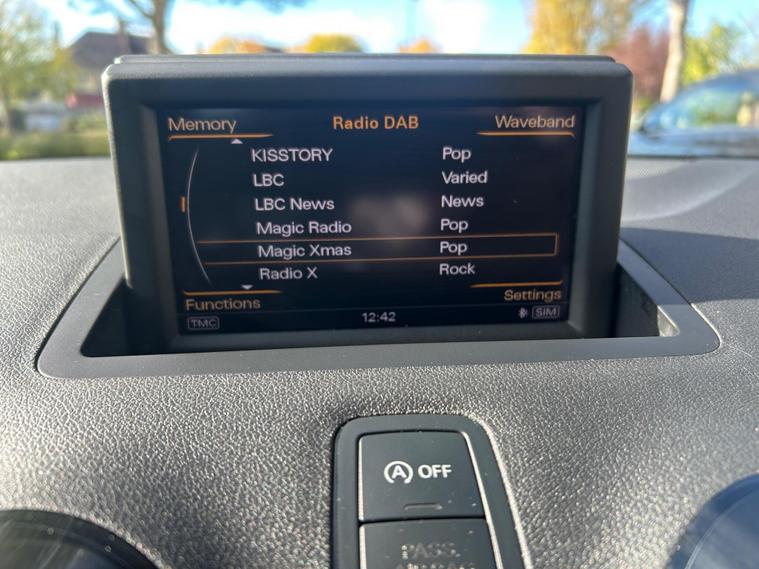 Memory Radio DAB Waveband
KISSTORY Pop
LBC Varied
LBC News News
Magic Radio Pop
Magic Xmas Pop
Radio X Rock
Functions Settings
TMC 12:42 SIM
A OFF
PASS